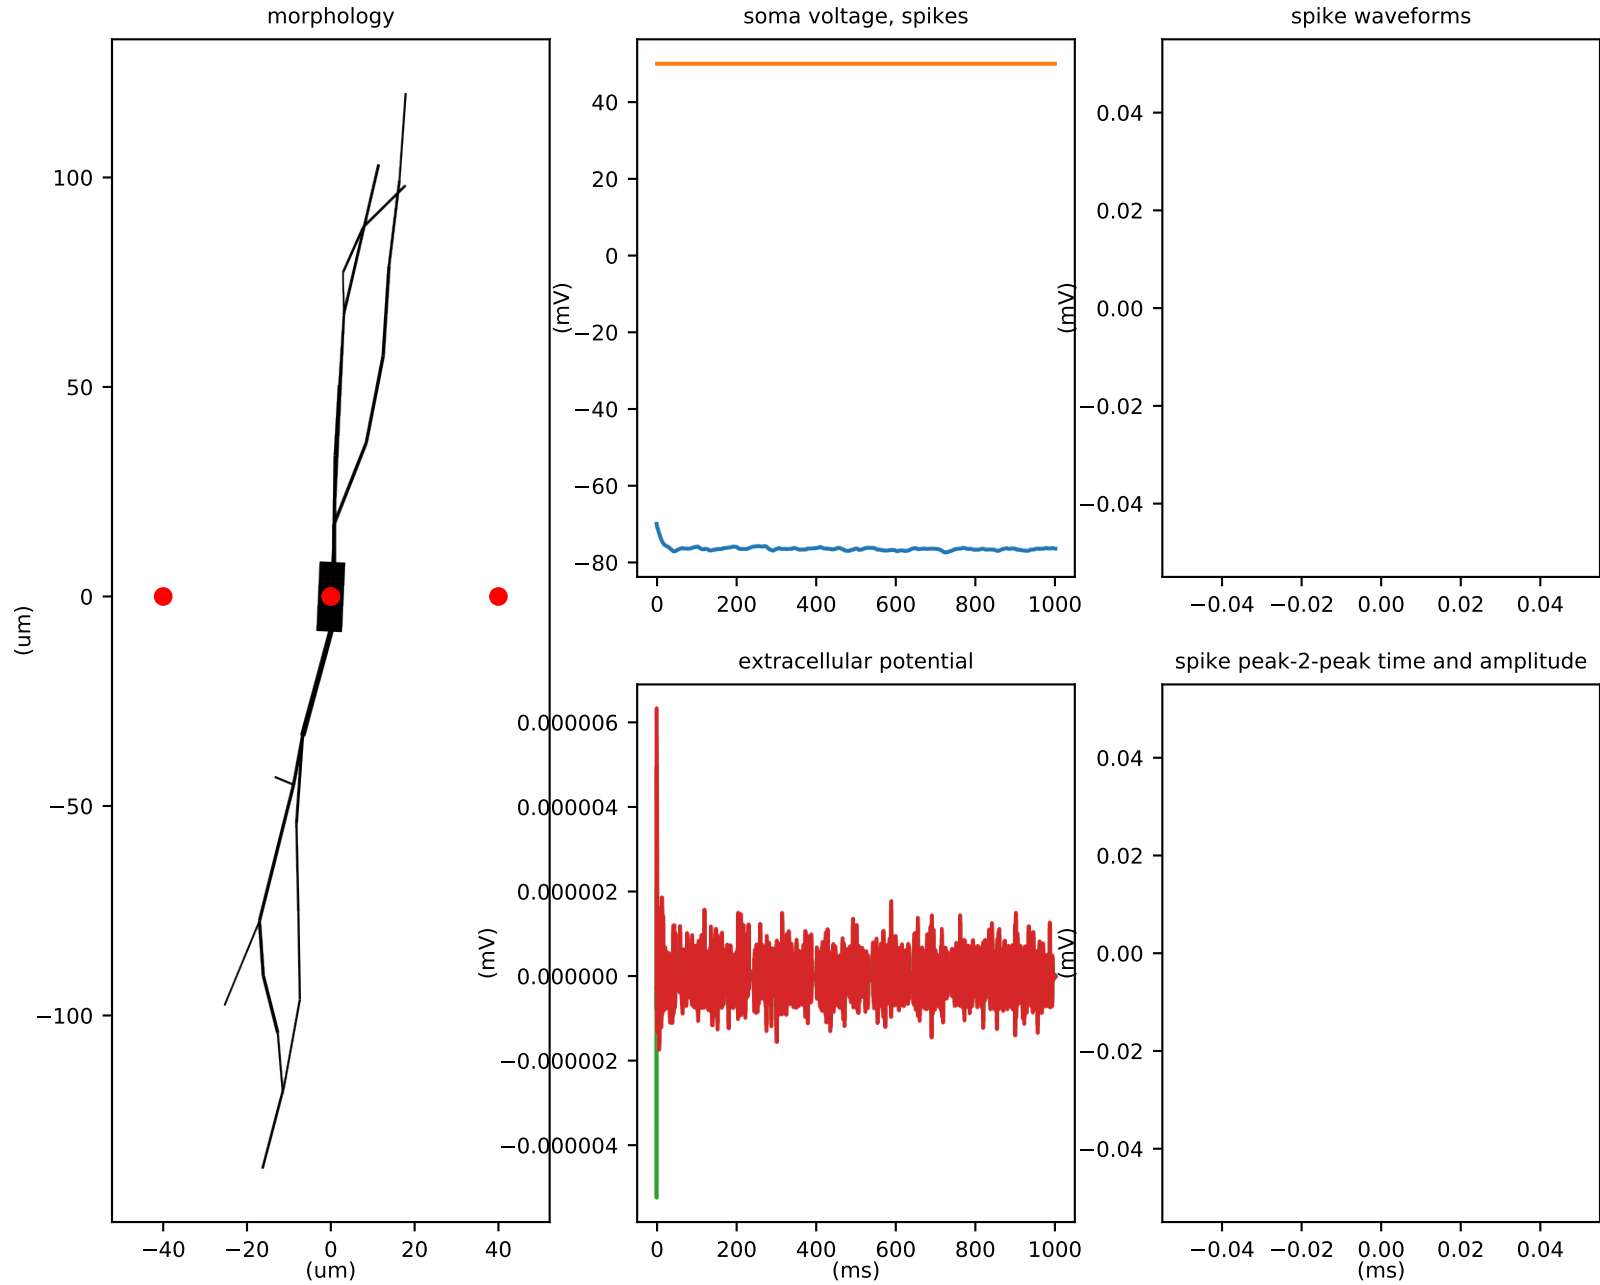 morphology
100
50
0
−50
−100
(um)
−40 −20 0 20 40
(um)
soma voltage, spikes
40
20
0
−20
−40
−60
−80
(mV)
0 200 400 600 800 1000
spike waveforms
0.04
0.02
0.00
−0.02
−0.04
(mV)
−0.04 −0.02 0.00 0.02 0.04
extracellular potential
0.000006
0.000004
0.000002
0.000000
−0.000002
−0.000004
(mV)
0 200 400 600 800 1000
(ms)
spike peak-2-peak time and amplitude
0.04
0.02
0.00
−0.02
−0.04
(mV)
−0.04 −0.02 0.00 0.02 0.04
(ms)